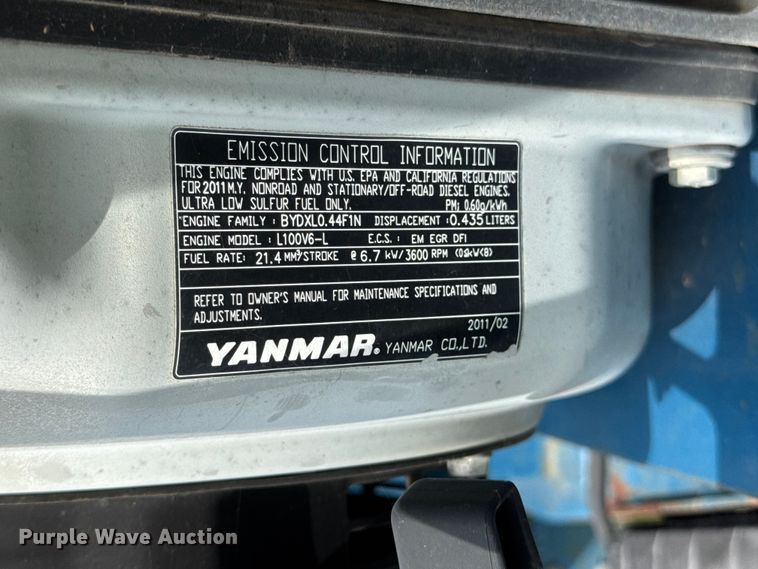 EMISSION CONTROL INFORMATION
THIS ENGINE COMPLIES WITH U.S. EPA AND CALIFORNIA REGULATIONS
FOR 2011 M.Y. NONROAD AND STATIONARY/OFF-ROAD DIESEL ENGINES.
ULTRA LOW SULFUR FUEL ONLY. PM; 0.60g/kWh
ENGINE FAMILY : BYDXL0.44F1N DISPLACEMENT : 0.435 LITERS
ENGINE MODEL : L100V6-L E.C.S. : EM EGR DFI
FUEL RATE: 21.4 MM³/STROKE @ 6.7 kW/3600 RPM (0≤kW<8)
REFER TO OWNER'S MANUAL FOR MAINTENANCE SPECIFICATIONS AND
ADJUSTMENTS.
2011/02
YANMAR. YANMAR CO.,LTD.
Purple Wave Auction